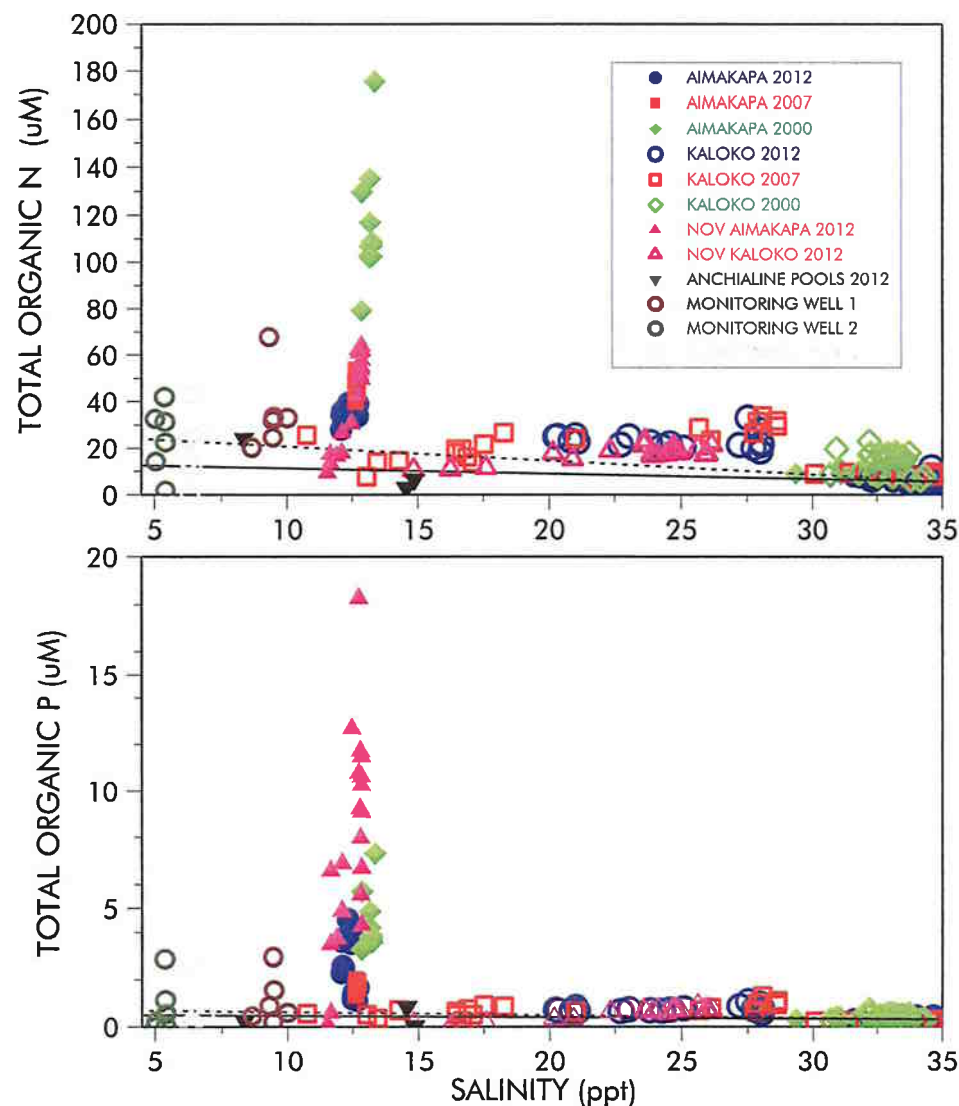 TOTAL ORGANIC N (uM)
200
180
160
140
120
100
80
60
40
20
0
AIMAKAPA 2012
AIMAKAPA 2007
AIMAKAPA 2000
KALOKO 2012
KALOKO 2007
KALOKO 2000
NOV AIMAKAPA 2012
NOV KALOKO 2012
ANCHIALINE POOLS 2012
MONITORING WELL 1
MONITORING WELL 2
5 10 15 20 25 30 35
TOTAL ORGANIC P (uM)
20
15
10
5
0
5 10 15 20 25 30 35
SALINITY (ppt)